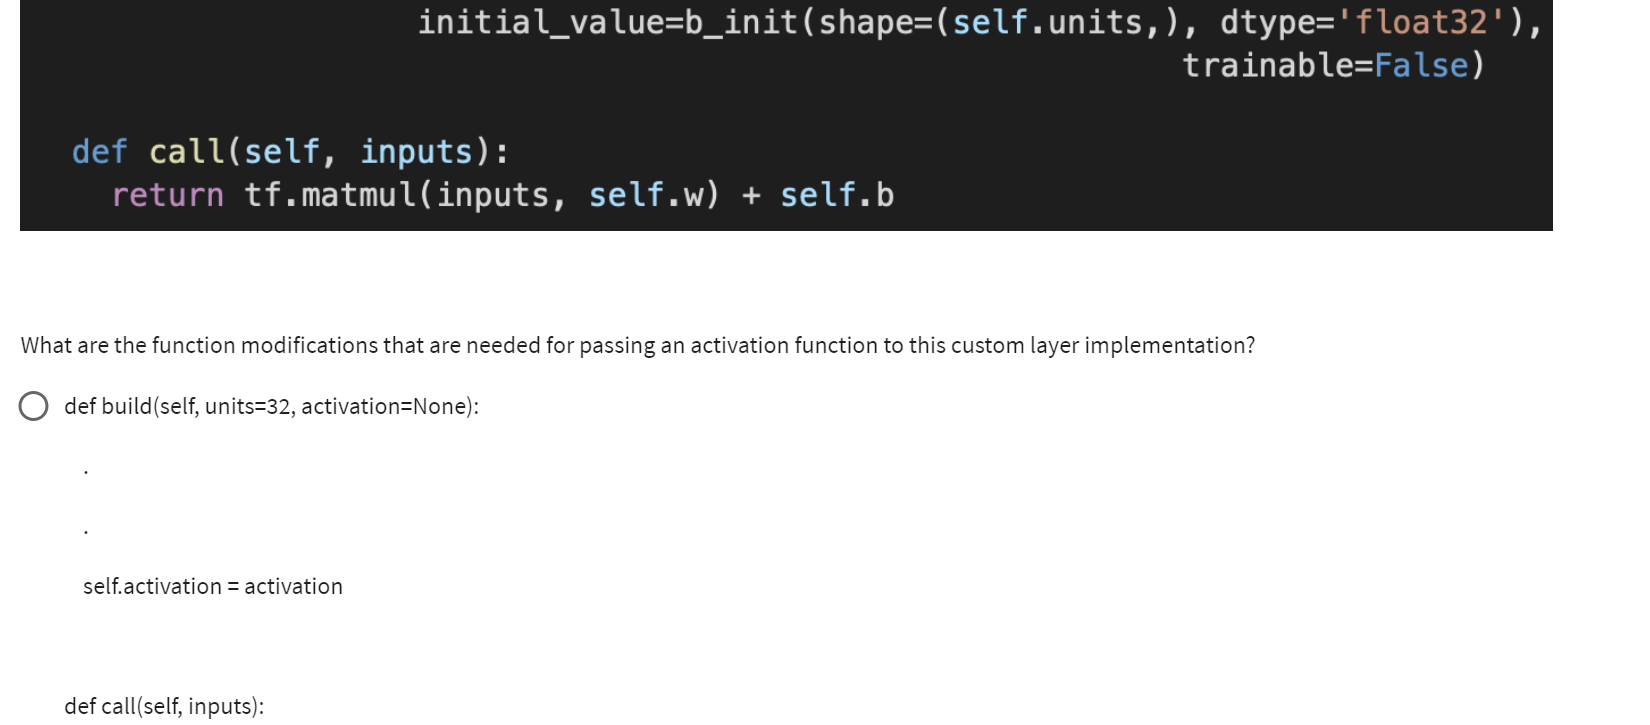 initial_value=b_init(shape=(self.units,), dtype='float32'),
trainable=False)
def call(self, inputs):
return tf.matmul(inputs, self.w) + self.b
What are the function modifications that are needed for passing an activation function to this custom layer implementation?
def build(self, units=32, activation=None):
.
.
self.activation = activation
def call(self, inputs):